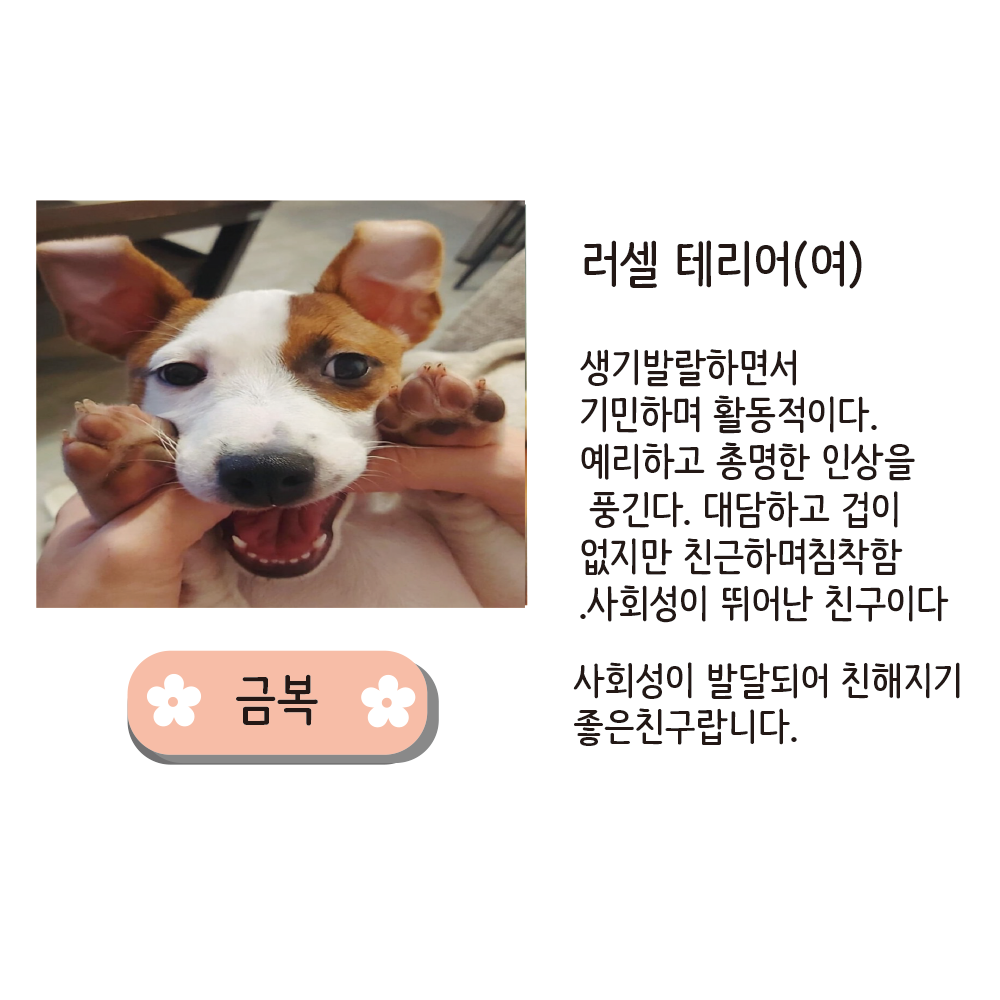 러셀 테리어(여)
생기발랄하면서
기민하며 활동적이다.
예리하고 총명한 인상을
풍긴다. 대담하고 겁이
없지만 친근하며침착함
.사회성이 뛰어난 친구이다
사회성이 발달되어 친해지기
좋은친구랍니다.
금복